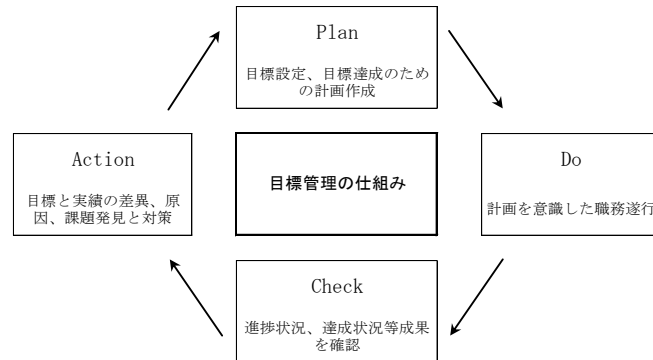 Plan
目標設定、目標達成のため
の計画作成
Action
目標と実績の差異、原
因、課題発見と対策
目標管理の仕組み
Do
計画を意識した職務遂行
Check
進捗状況、達成状況等成果
を確認